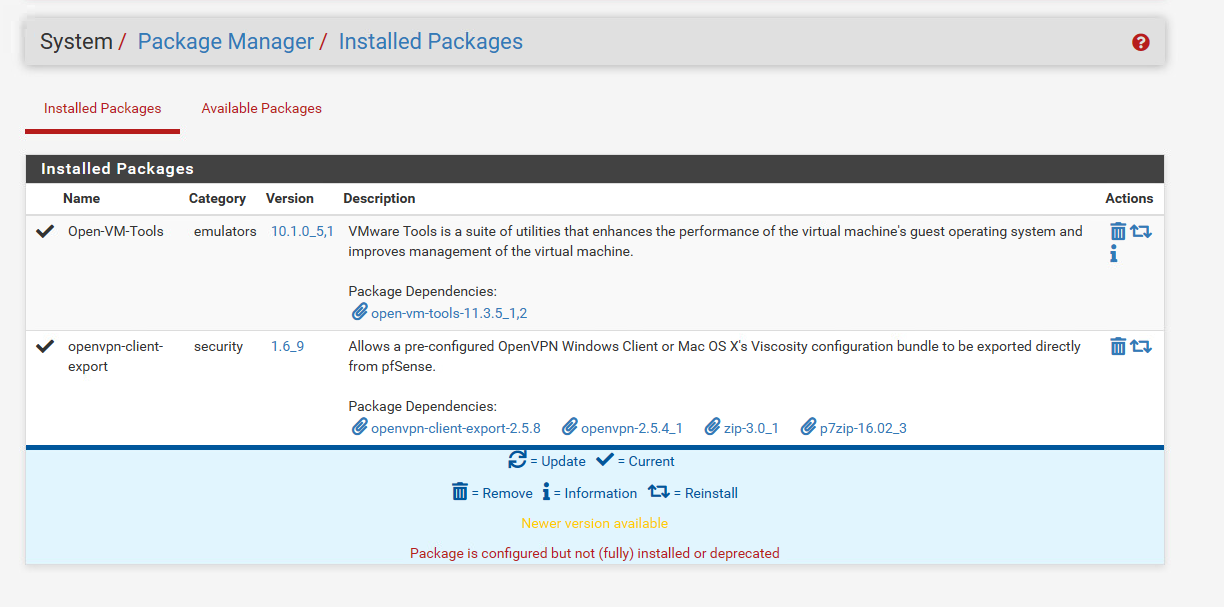 System / Package Manager / Installed Packages
Installed Packages Available Packages
Installed Packages
Name Category Version Description Actions
Open-VM-Tools emulators 10.1.0_5,1 VMware Tools is a suite of utilities that enhances the performance of the virtual machine's guest operating system and
improves management of the virtual machine.
Package Dependencies:
open-vm-tools-11.3.5_1,2
openvpn-client- security 1.6_9 Allows a pre-configured OpenVPN Windows Client or Mac OS X's Viscosity configuration bundle to be exported directly
export from pfSense.
Package Dependencies:
openvpn-client-export-2.5.8 openvpn-2.5.4_1 zip-3.0_1 p7zip-16.02_3
= Update = Current
= Remove = Information = Reinstall
Newer version available
Package is configured but not (fully) installed or deprecated